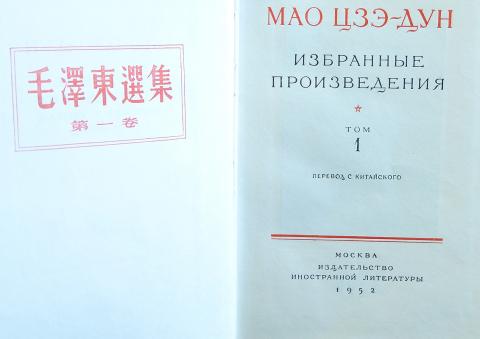 毛澤東選集
第一卷
МАО ЦЗЭ-ДУН
ИЗБРАННЫЕ
ПРОИЗВЕДЕНИЯ
ТОМ
1
ПЕРЕВОД С КИТАЙСКОГО
МОСКВА
ИЗДАТЕЛЬСТВО
ИНОСТРАННОЙ ЛИТЕРАТУРЫ
1952